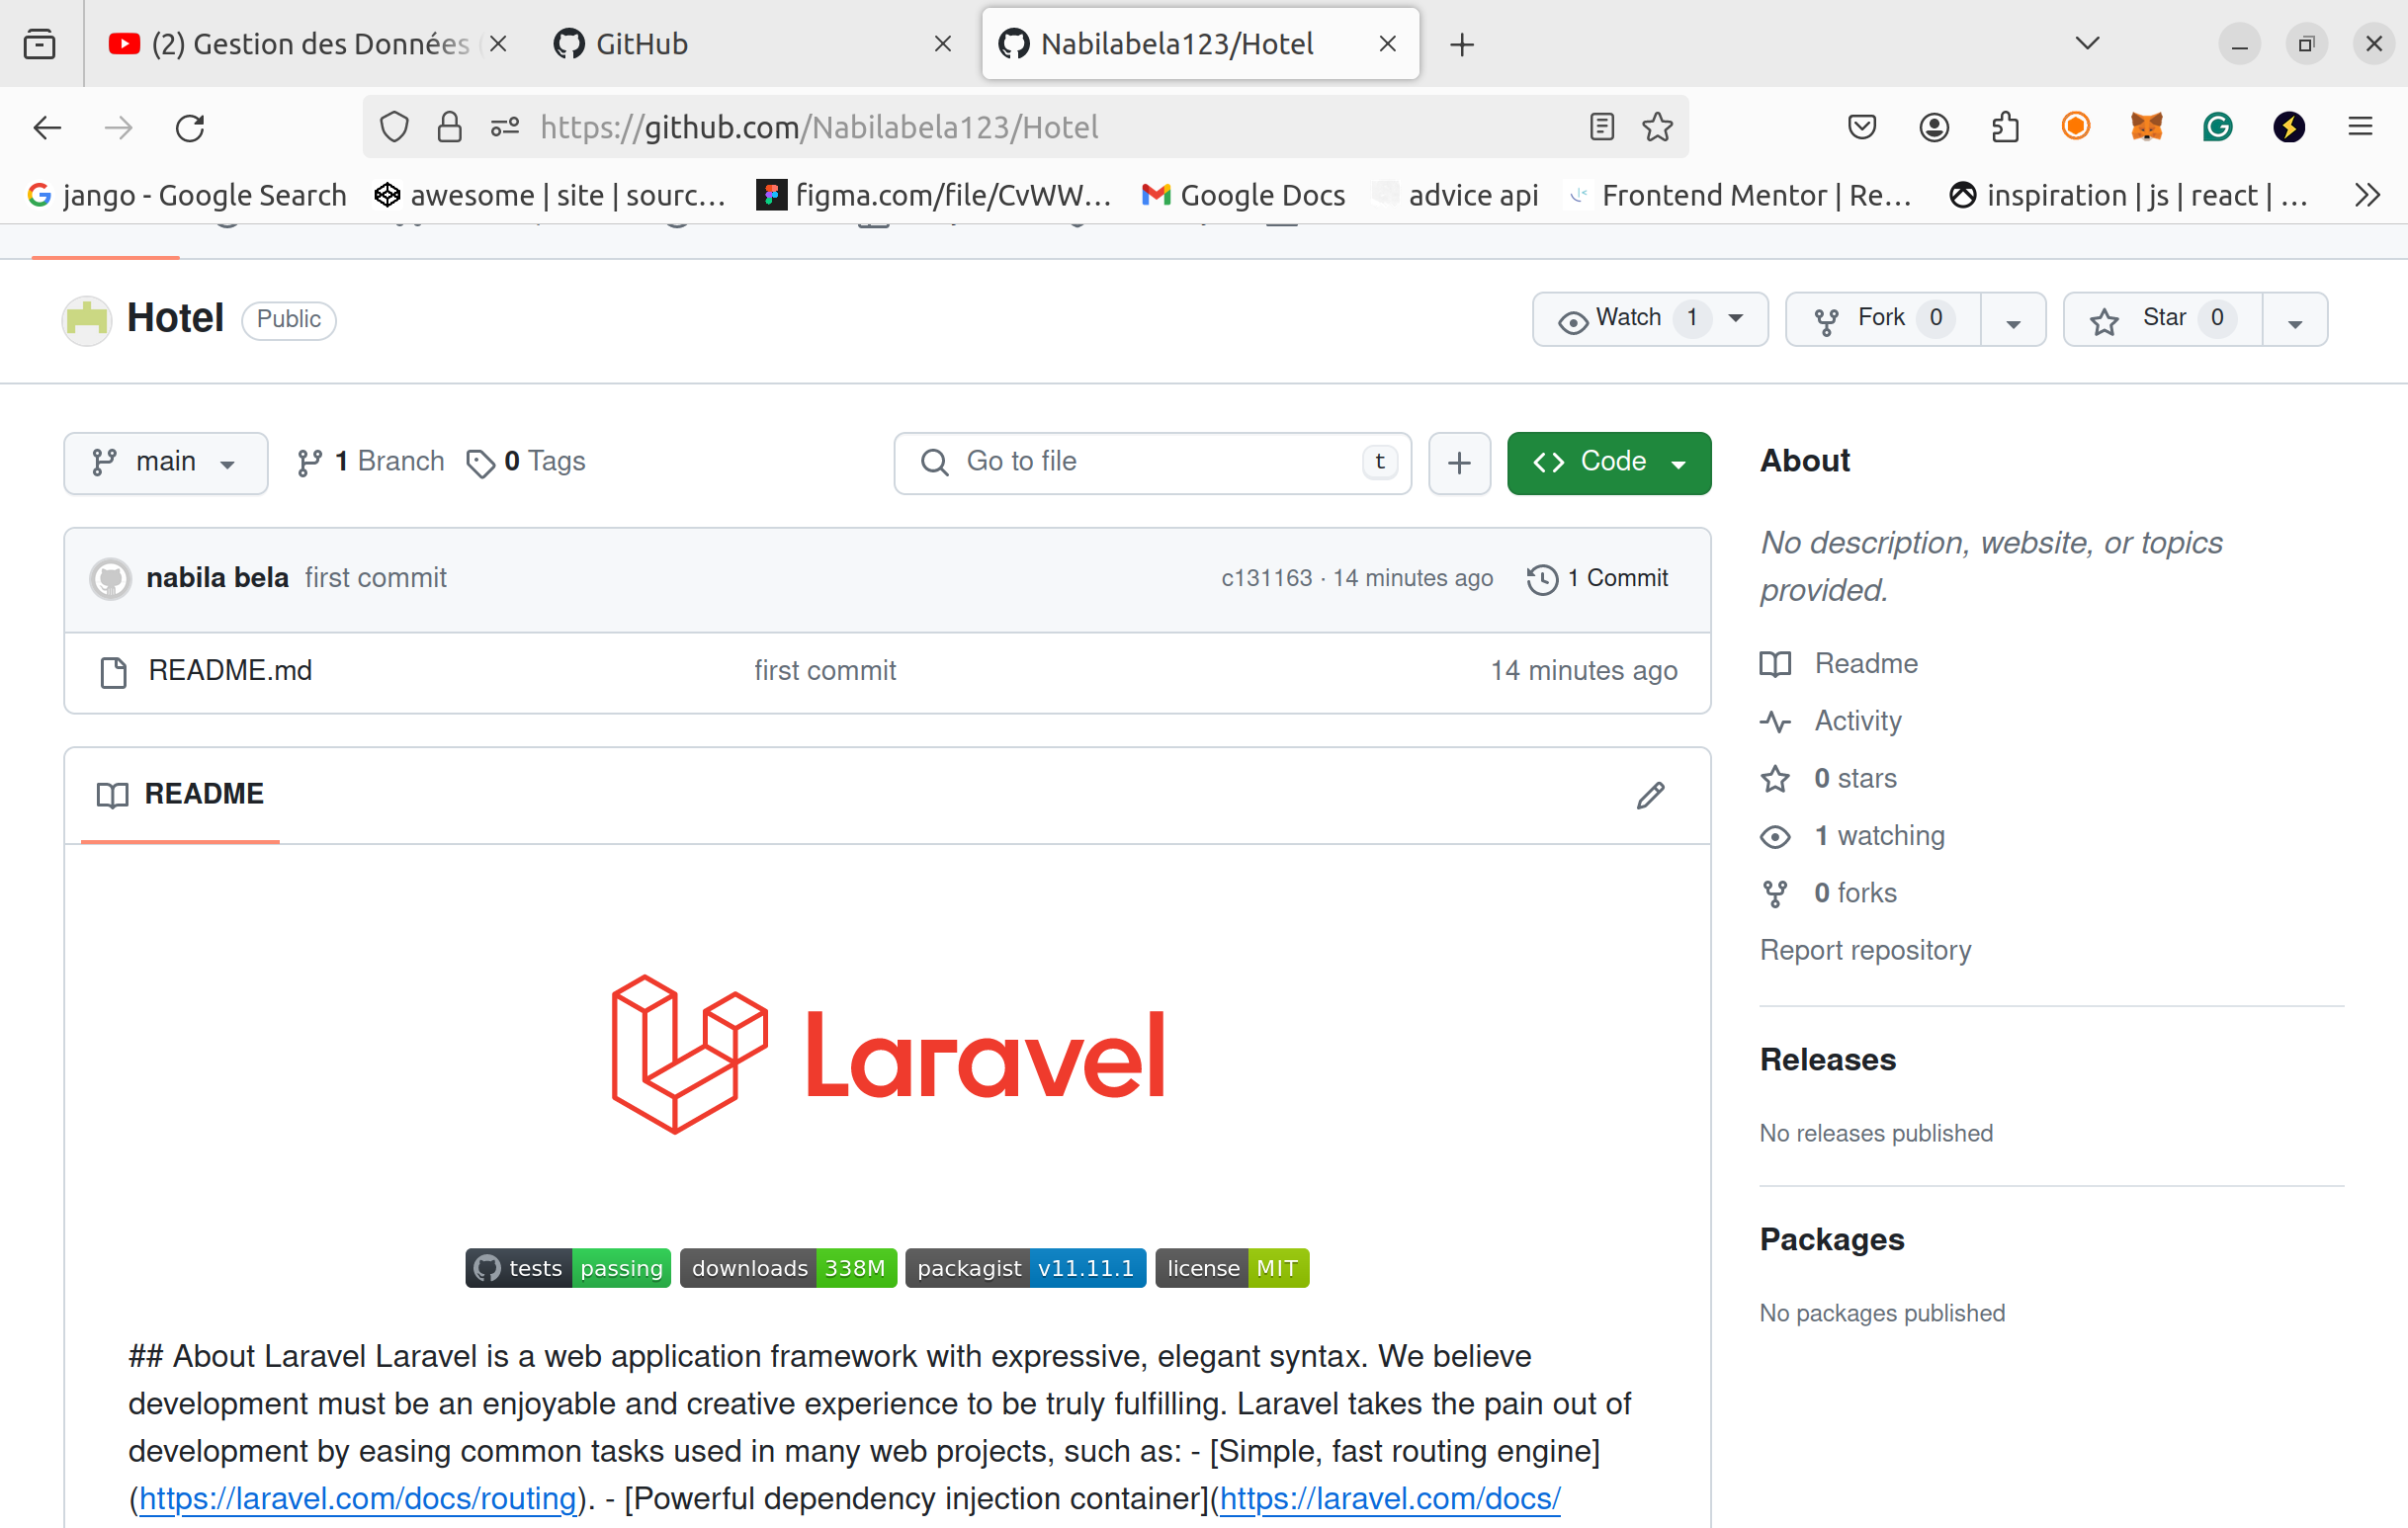 (2) Gestion des Données
GitHub
Nabilabela123/Hotel
https://github.com/Nabilabela123/Hotel
jango - Google Search
awesome | site | sourc…
figma.com/file/CvWW…
Google Docs
advice api
Frontend Mentor | Re…
inspiration | js | react | …
Hotel
Public
Watch 1
Fork 0
Star 0
main
1 Branch
0 Tags
Go to file
t
Code
nabila bela first commit
c131163 · 14 minutes ago
1 Commit
README.md
first commit
14 minutes ago
README
Laravel
tests passing
downloads 338M
packagist v11.11.1
license MIT
## About Laravel Laravel is a web application framework with expressive, elegant syntax. We believe
development must be an enjoyable and creative experience to be truly fulfilling. Laravel takes the pain out of
development by easing common tasks used in many web projects, such as: - [Simple, fast routing engine]
(https://laravel.com/docs/routing). - [Powerful dependency injection container](https://laravel.com/docs/
About
No description, website, or topics
provided.
Readme
Activity
0 stars
1 watching
0 forks
Report repository
Releases
No releases published
Packages
No packages published